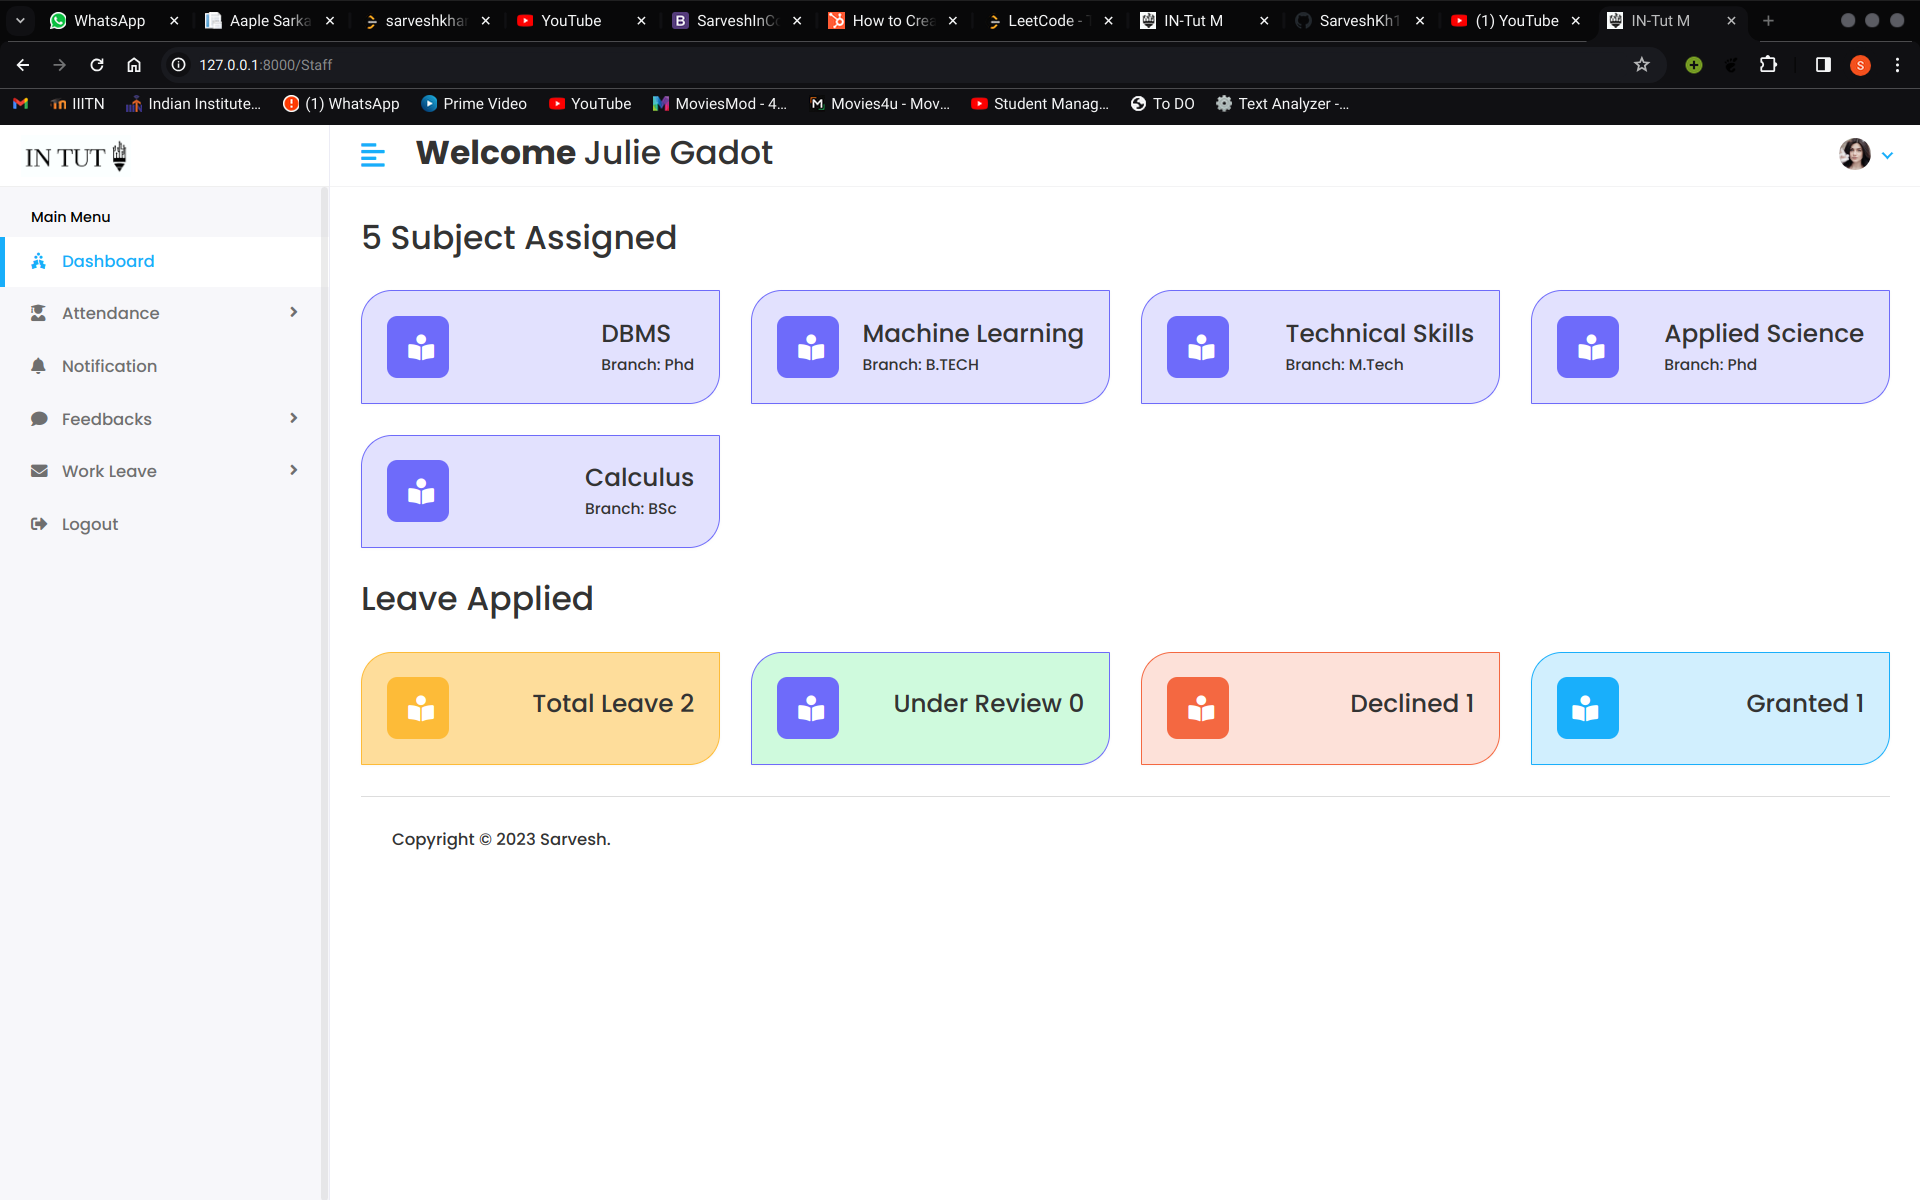 WhatsApp
Aaple Sarka
sarveshkhar
YouTube
SarveshInCo
How to Crea
LeetCode - T
IN-Tut M
SarveshKh1
(1) YouTube
IN-Tut M
127.0.0.1:8000/Staff
S
IIITN
Indian Institute...
(1) WhatsApp
Prime Video
YouTube
MoviesMod - 4...
Movies4u - Mov...
Student Manag...
To DO
Text Analyzer -...
IN TUT
Welcome Julie Gadot
Main Menu
Dashboard
Attendance
Notification
Feedbacks
Work Leave
Logout
5 Subject Assigned
DBMS
Branch: Phd
Machine Learning
Branch: B.TECH
Technical Skills
Branch: M.Tech
Applied Science
Branch: Phd
Calculus
Branch: BSc
Leave Applied
Total Leave 2
Under Review 0
Declined 1
Granted 1
Copyright © 2023 Sarvesh.